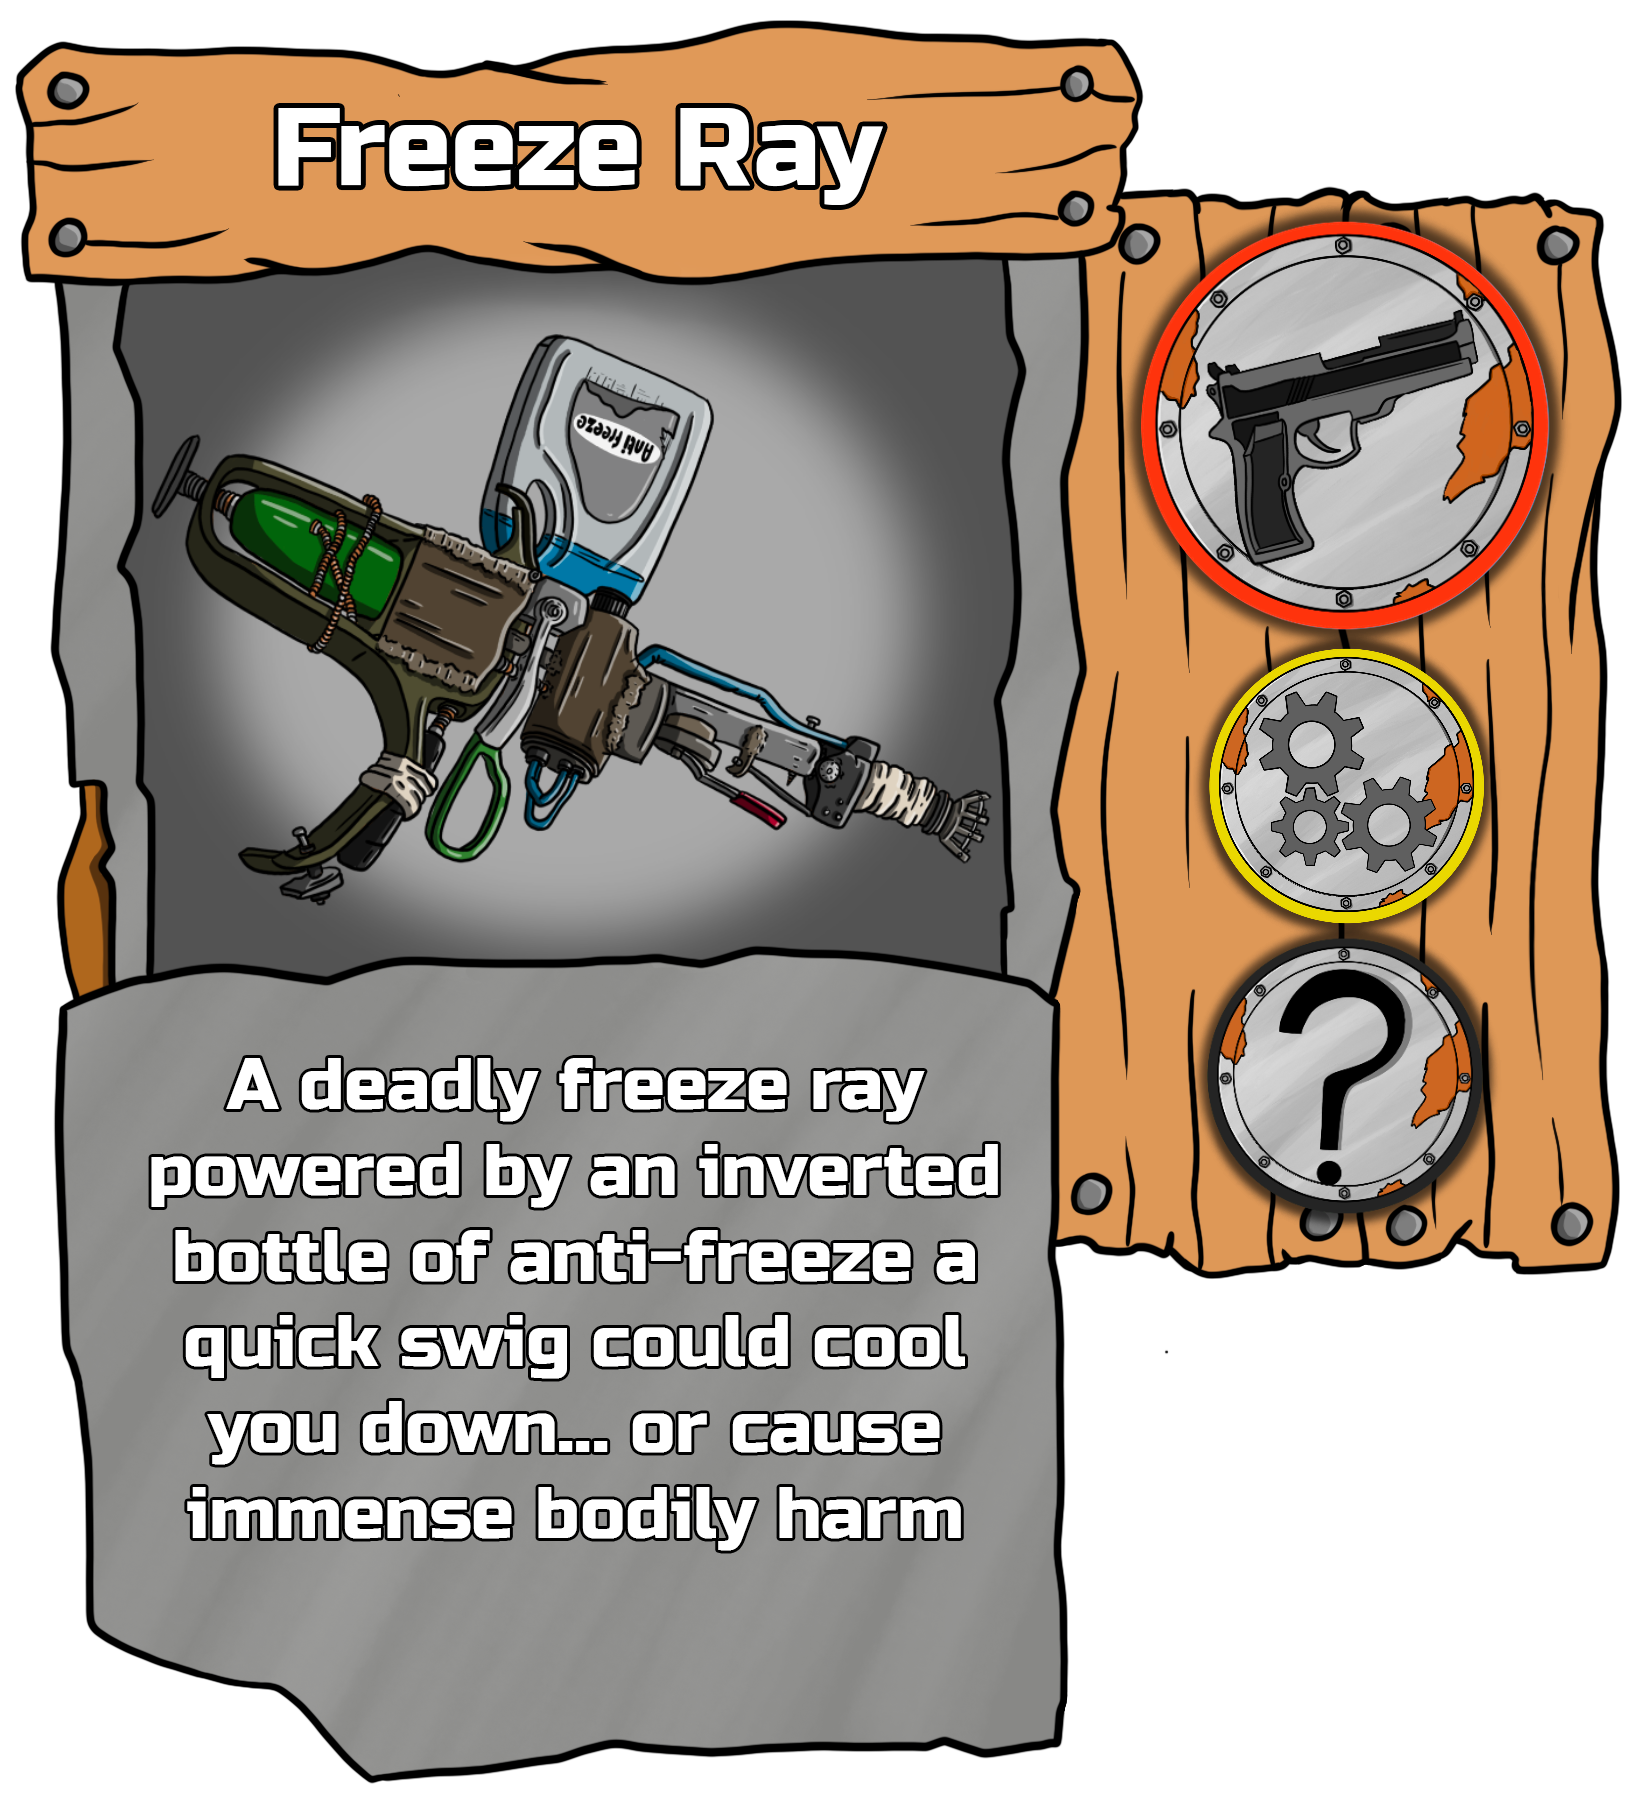 Freeze Ray
Anti freeze
A deadly freeze ray
powered by an inverted
bottle of anti-freeze a
quick swig could cool
you down... or cause
immense bodily harm